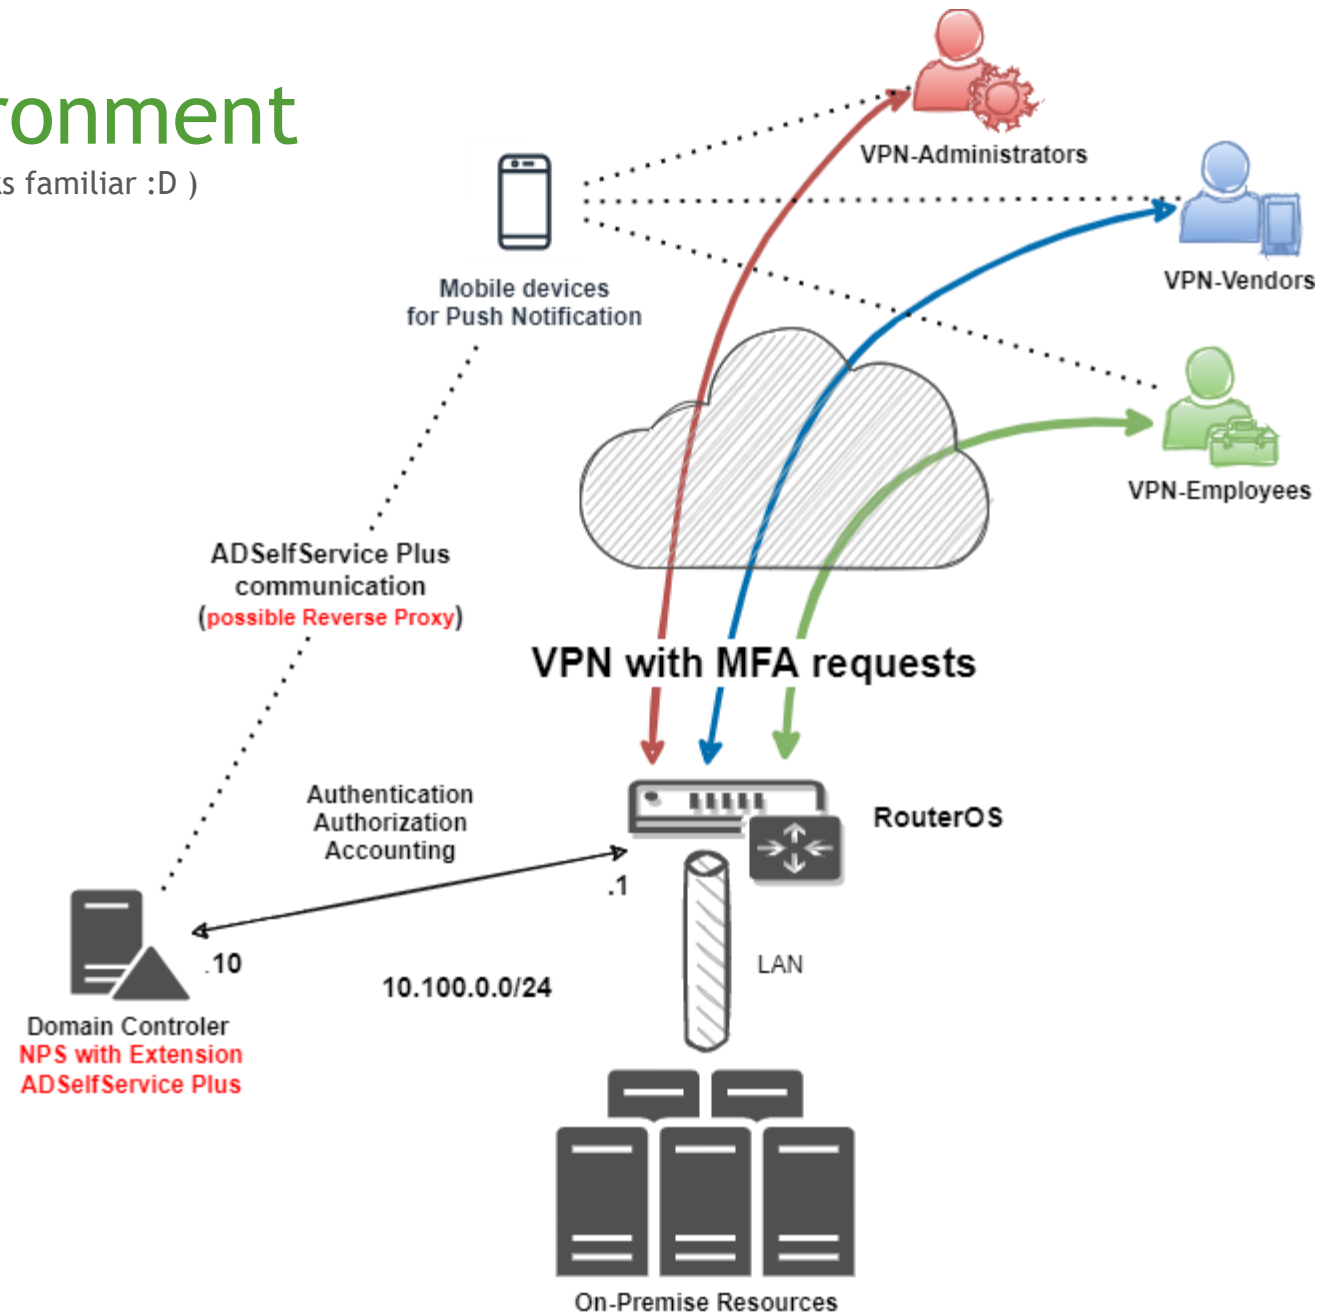 ronment
ks familiar :D )
VPN-Administrators
VPN-Vendors
Mobile devices
for Push Notification
VPN-Employees
ADSelfService Plus
communication
(possible Reverse Proxy)
VPN with MFA requests
Authentication
Authorization
Accounting
RouterOS
.1
.10
10.100.0.0/24
LAN
Domain Controler
NPS with Extension
ADSelfService Plus
On-Premise Resources